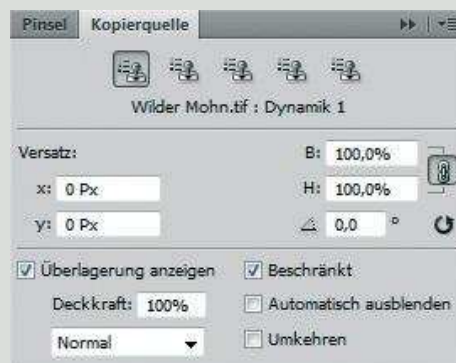 Pinsel Kopierquelle
Wilder Mohn.tif : Dynamik 1
Versatz: B: 100,0%
x: 0 Px H: 100,0%
y: 0 Px 0,0 °
Überlagerung anzeigen Beschränkt
Deckkraft: 100% Automatisch ausblenden
Normal Umkehren